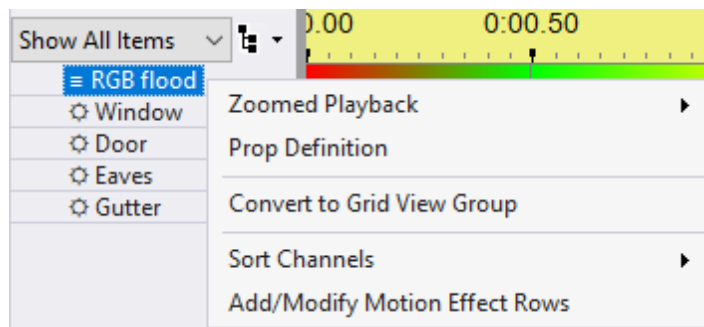 Show All Items
0.00 0:00.50
RGB flood
Window
Door
Eaves
Gutter
Zoomed Playback
Prop Definition
Convert to Grid View Group
Sort Channels
Add/Modify Motion Effect Rows